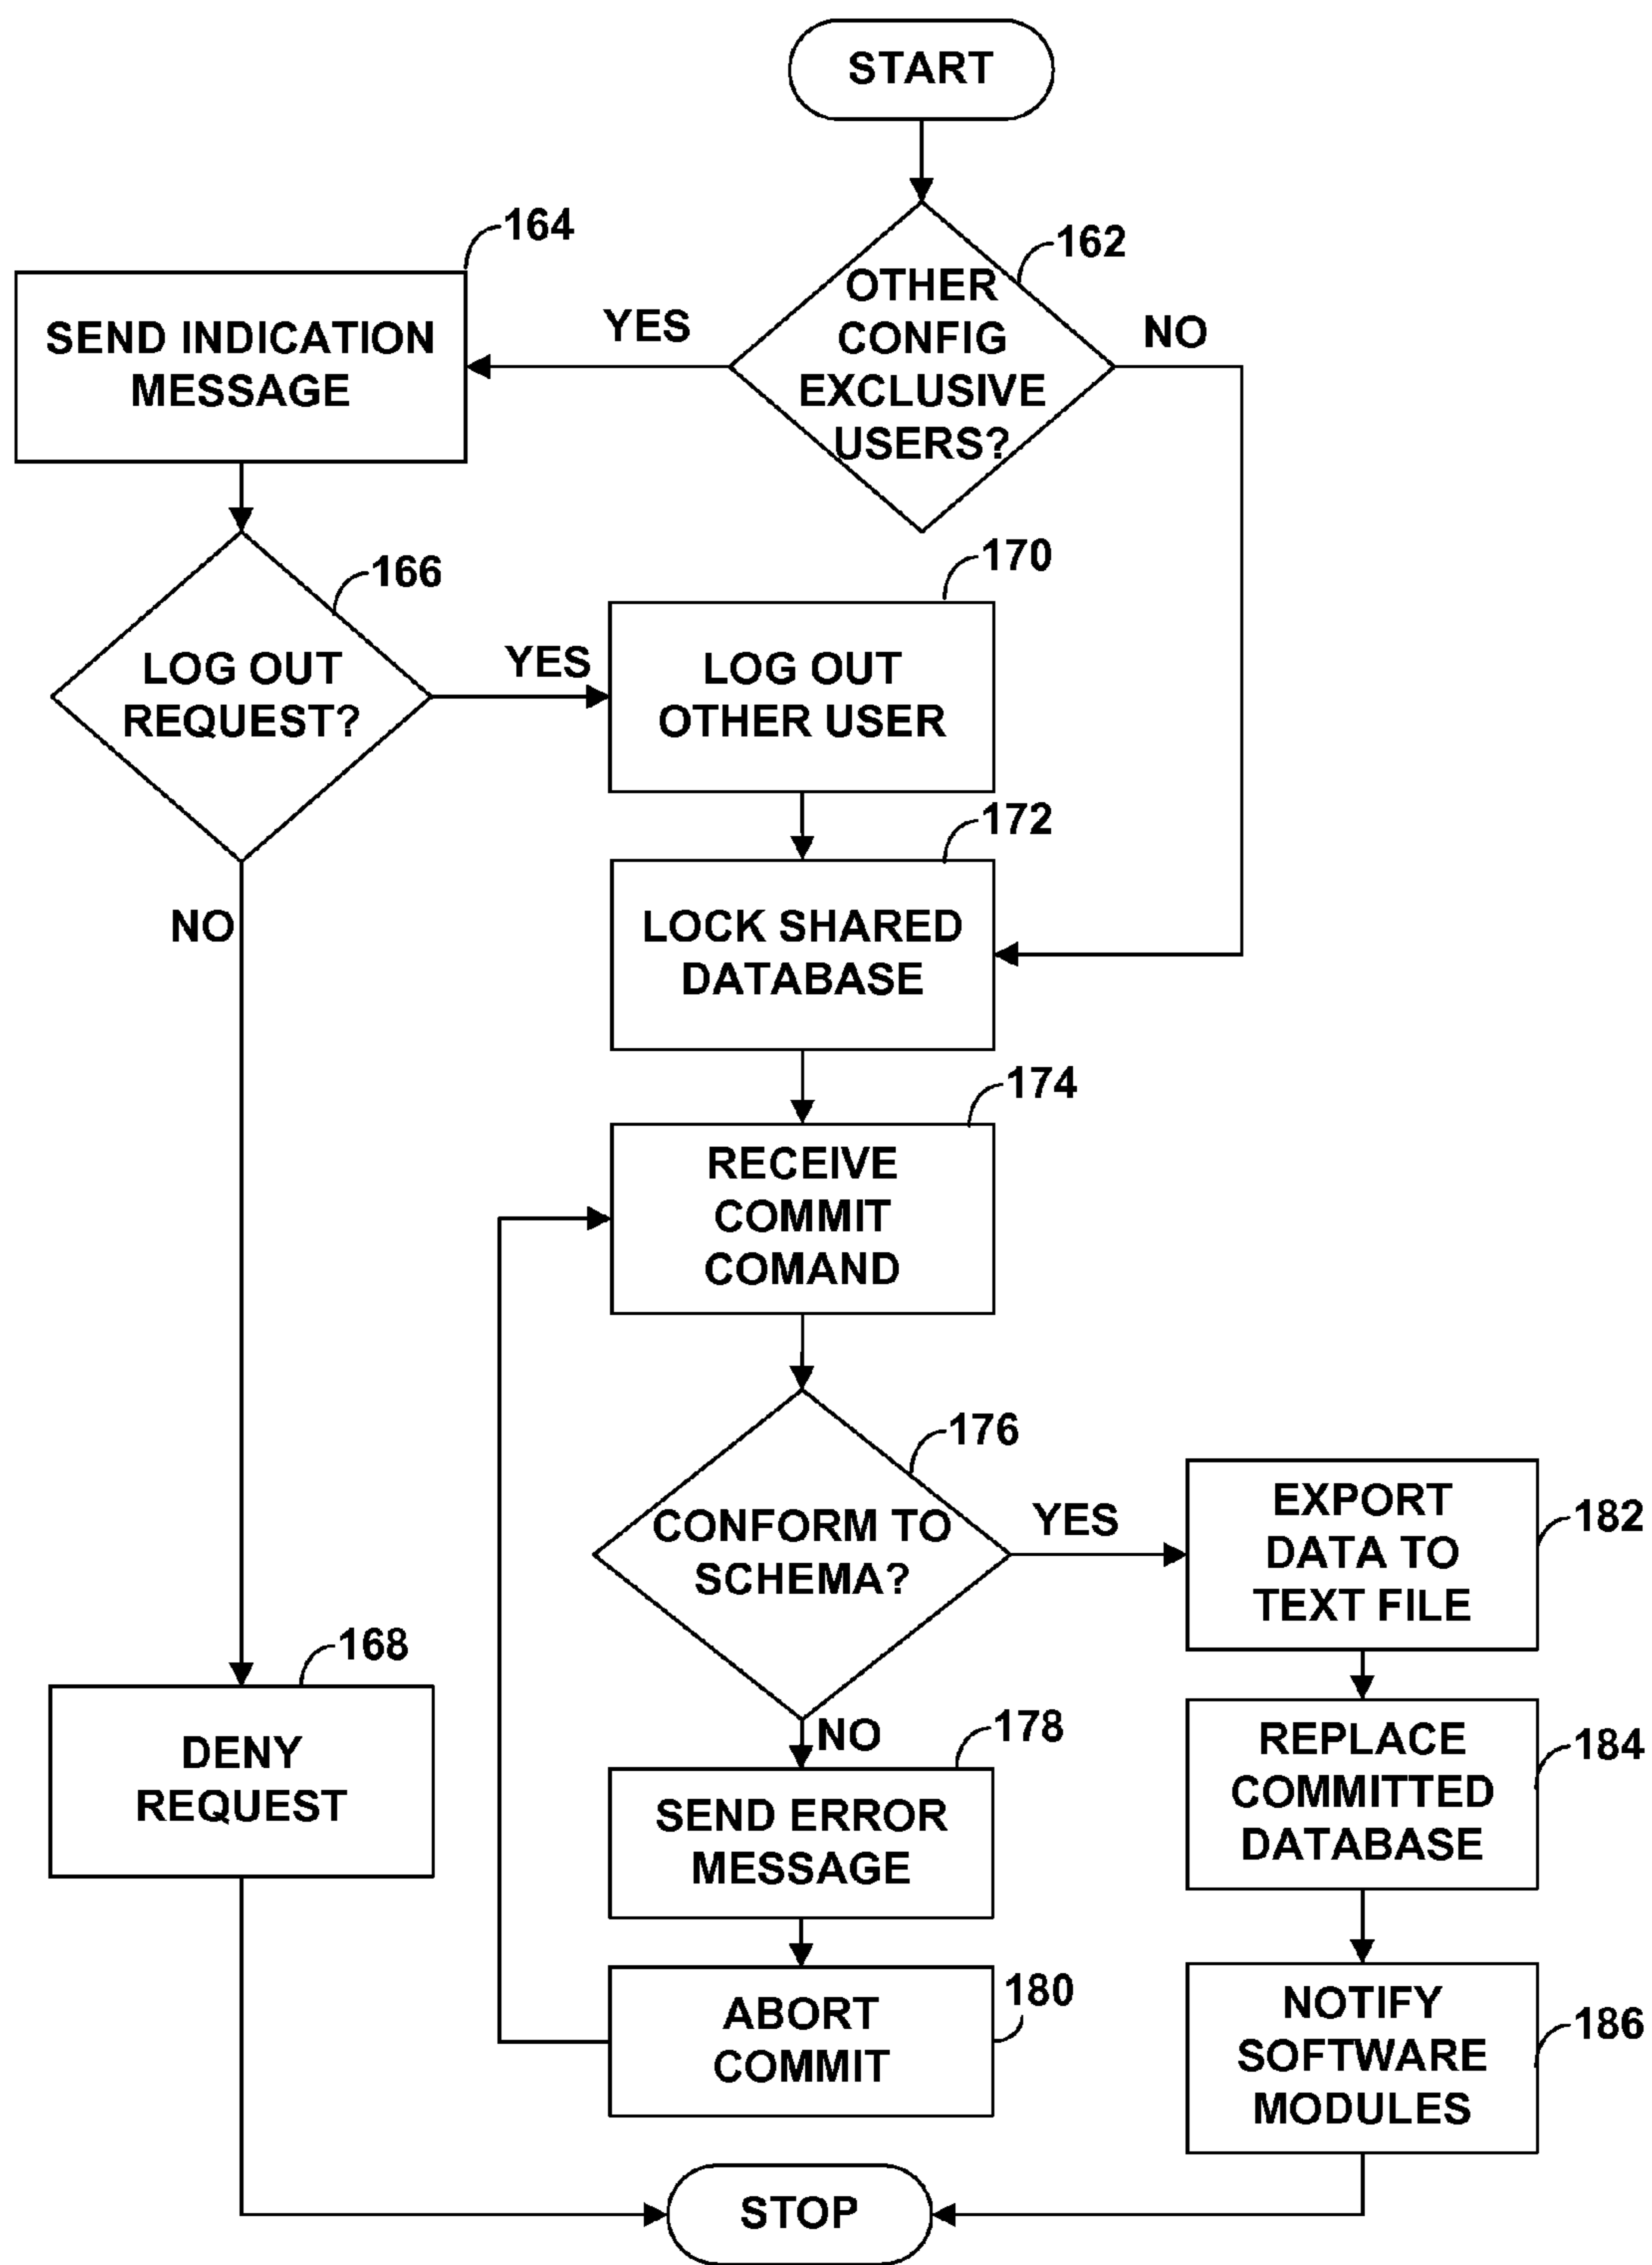 START
162
OTHER
CONFIG
EXCLUSIVE
USERS?
YES
NO
164
SEND INDICATION
MESSAGE
166
LOG OUT
REQUEST?
YES
NO
170
LOG OUT
OTHER USER
172
LOCK SHARED
DATABASE
174
RECEIVE
COMMIT
COMAND
176
CONFORM TO
SCHEMA?
YES
NO
182
EXPORT
DATA TO
TEXT FILE
168
DENY
REQUEST
178
SEND ERROR
MESSAGE
184
REPLACE
COMMITTED
DATABASE
180
ABORT
COMMIT
186
NOTIFY
SOFTWARE
MODULES
STOP